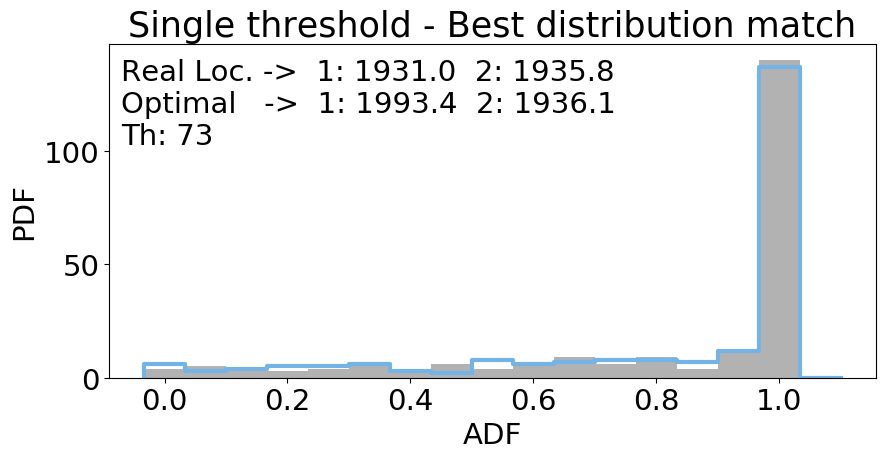 Single threshold - Best distribution match
Real Loc. -> 1: 1931.0 2: 1935.8
Optimal -> 1: 1993.4 2: 1936.1
Th: 73
100
50
0
PDF
0.0 0.2 0.4 0.6 0.8 1.0
ADF